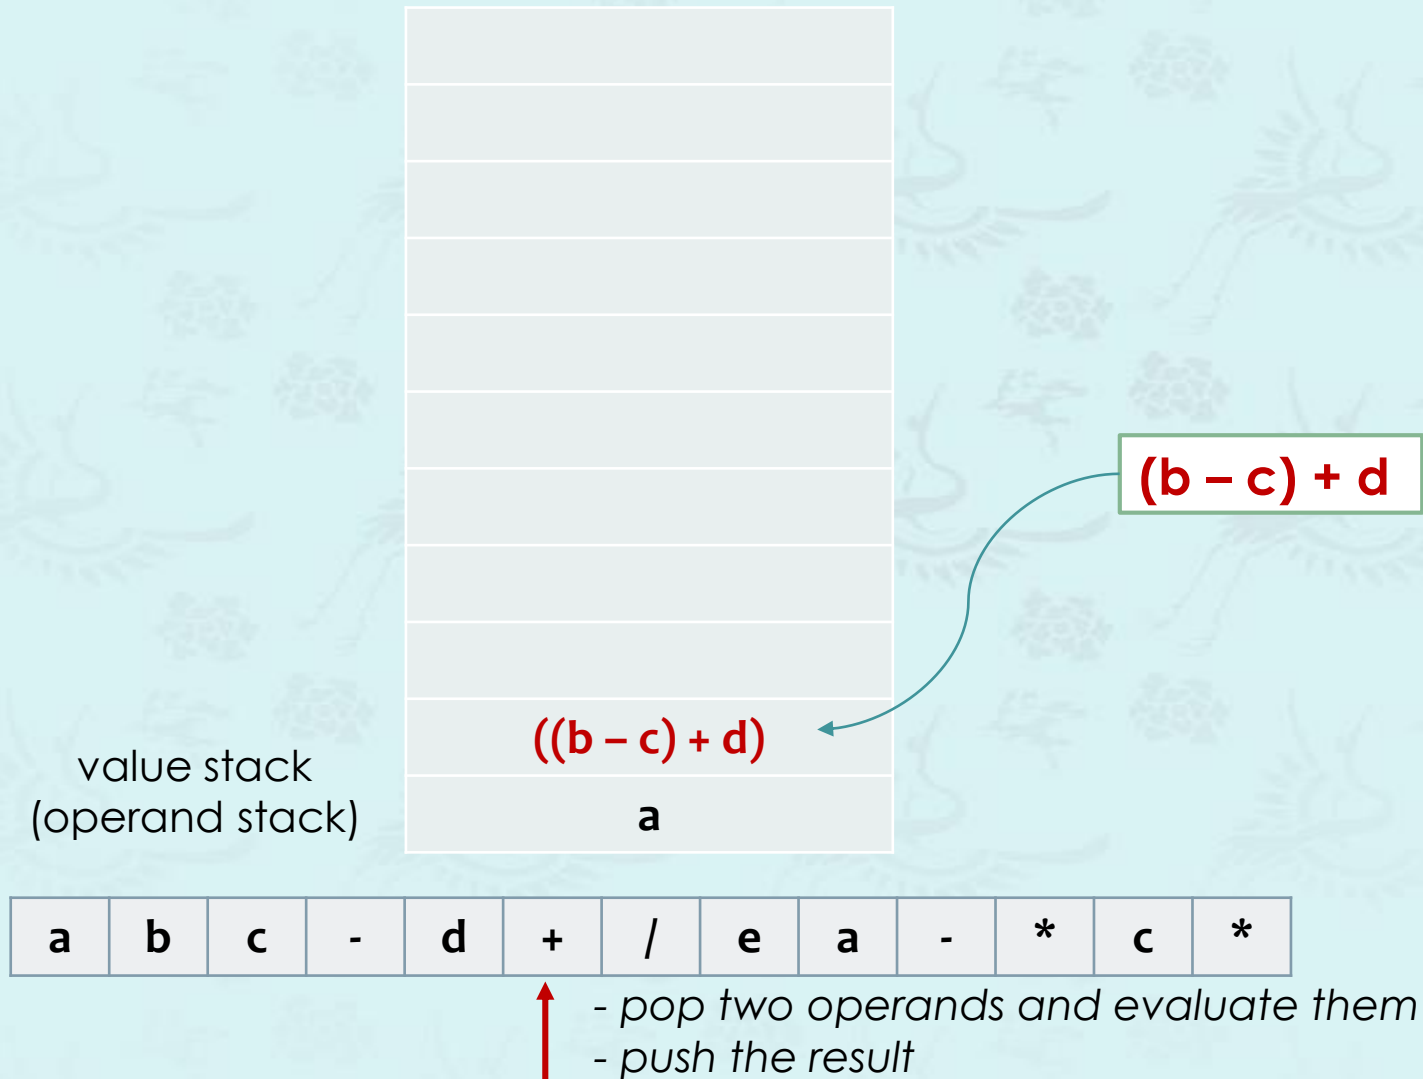 (b – c) + d
((b – c) + d)
value stack
(operand stack)
a
a b c - d + / e a - * c *
- pop two operands and evaluate them
- push the result